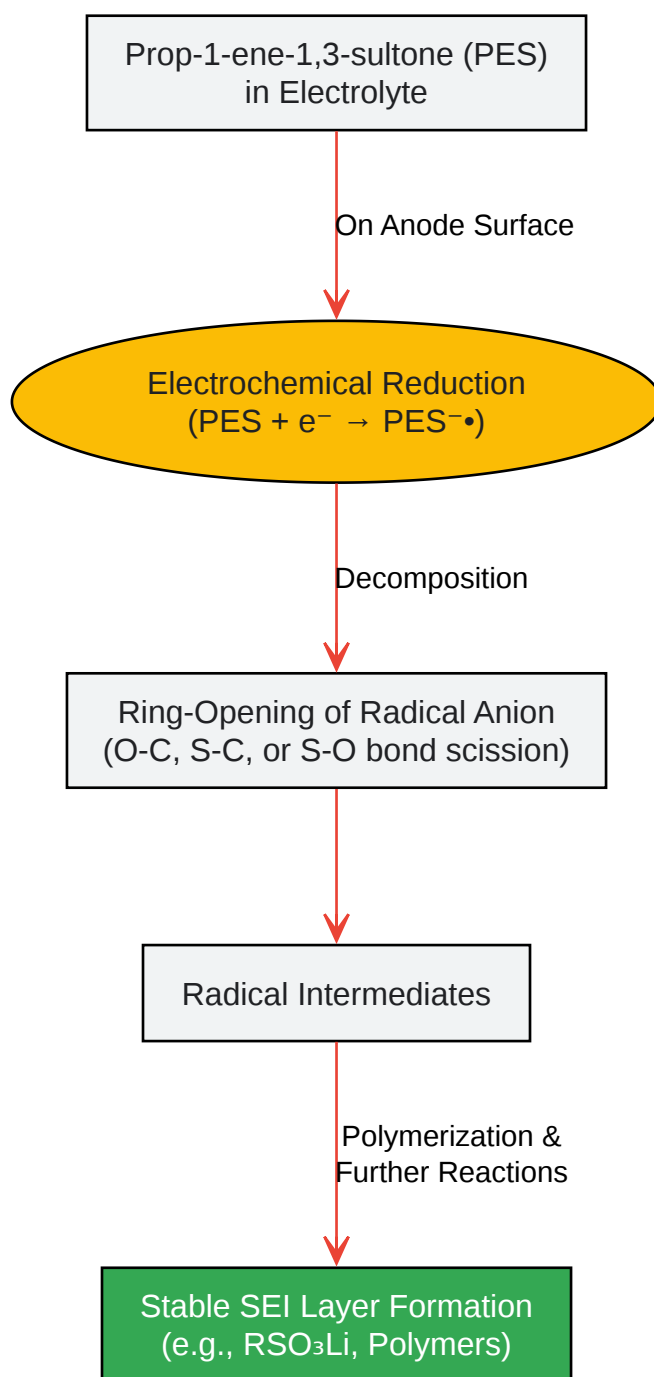 Prop-1-ene-1,3-sultone (PES)
in Electrolyte
On Anode Surface
Electrochemical Reduction
(PES + e⁻ → PES⁻•)
Decomposition
Ring-Opening of Radical Anion
(O-C, S-C, or S-O bond scission)
Radical Intermediates
Polymerization &
Further Reactions
Stable SEI Layer Formation
(e.g., RSO₃Li, Polymers)